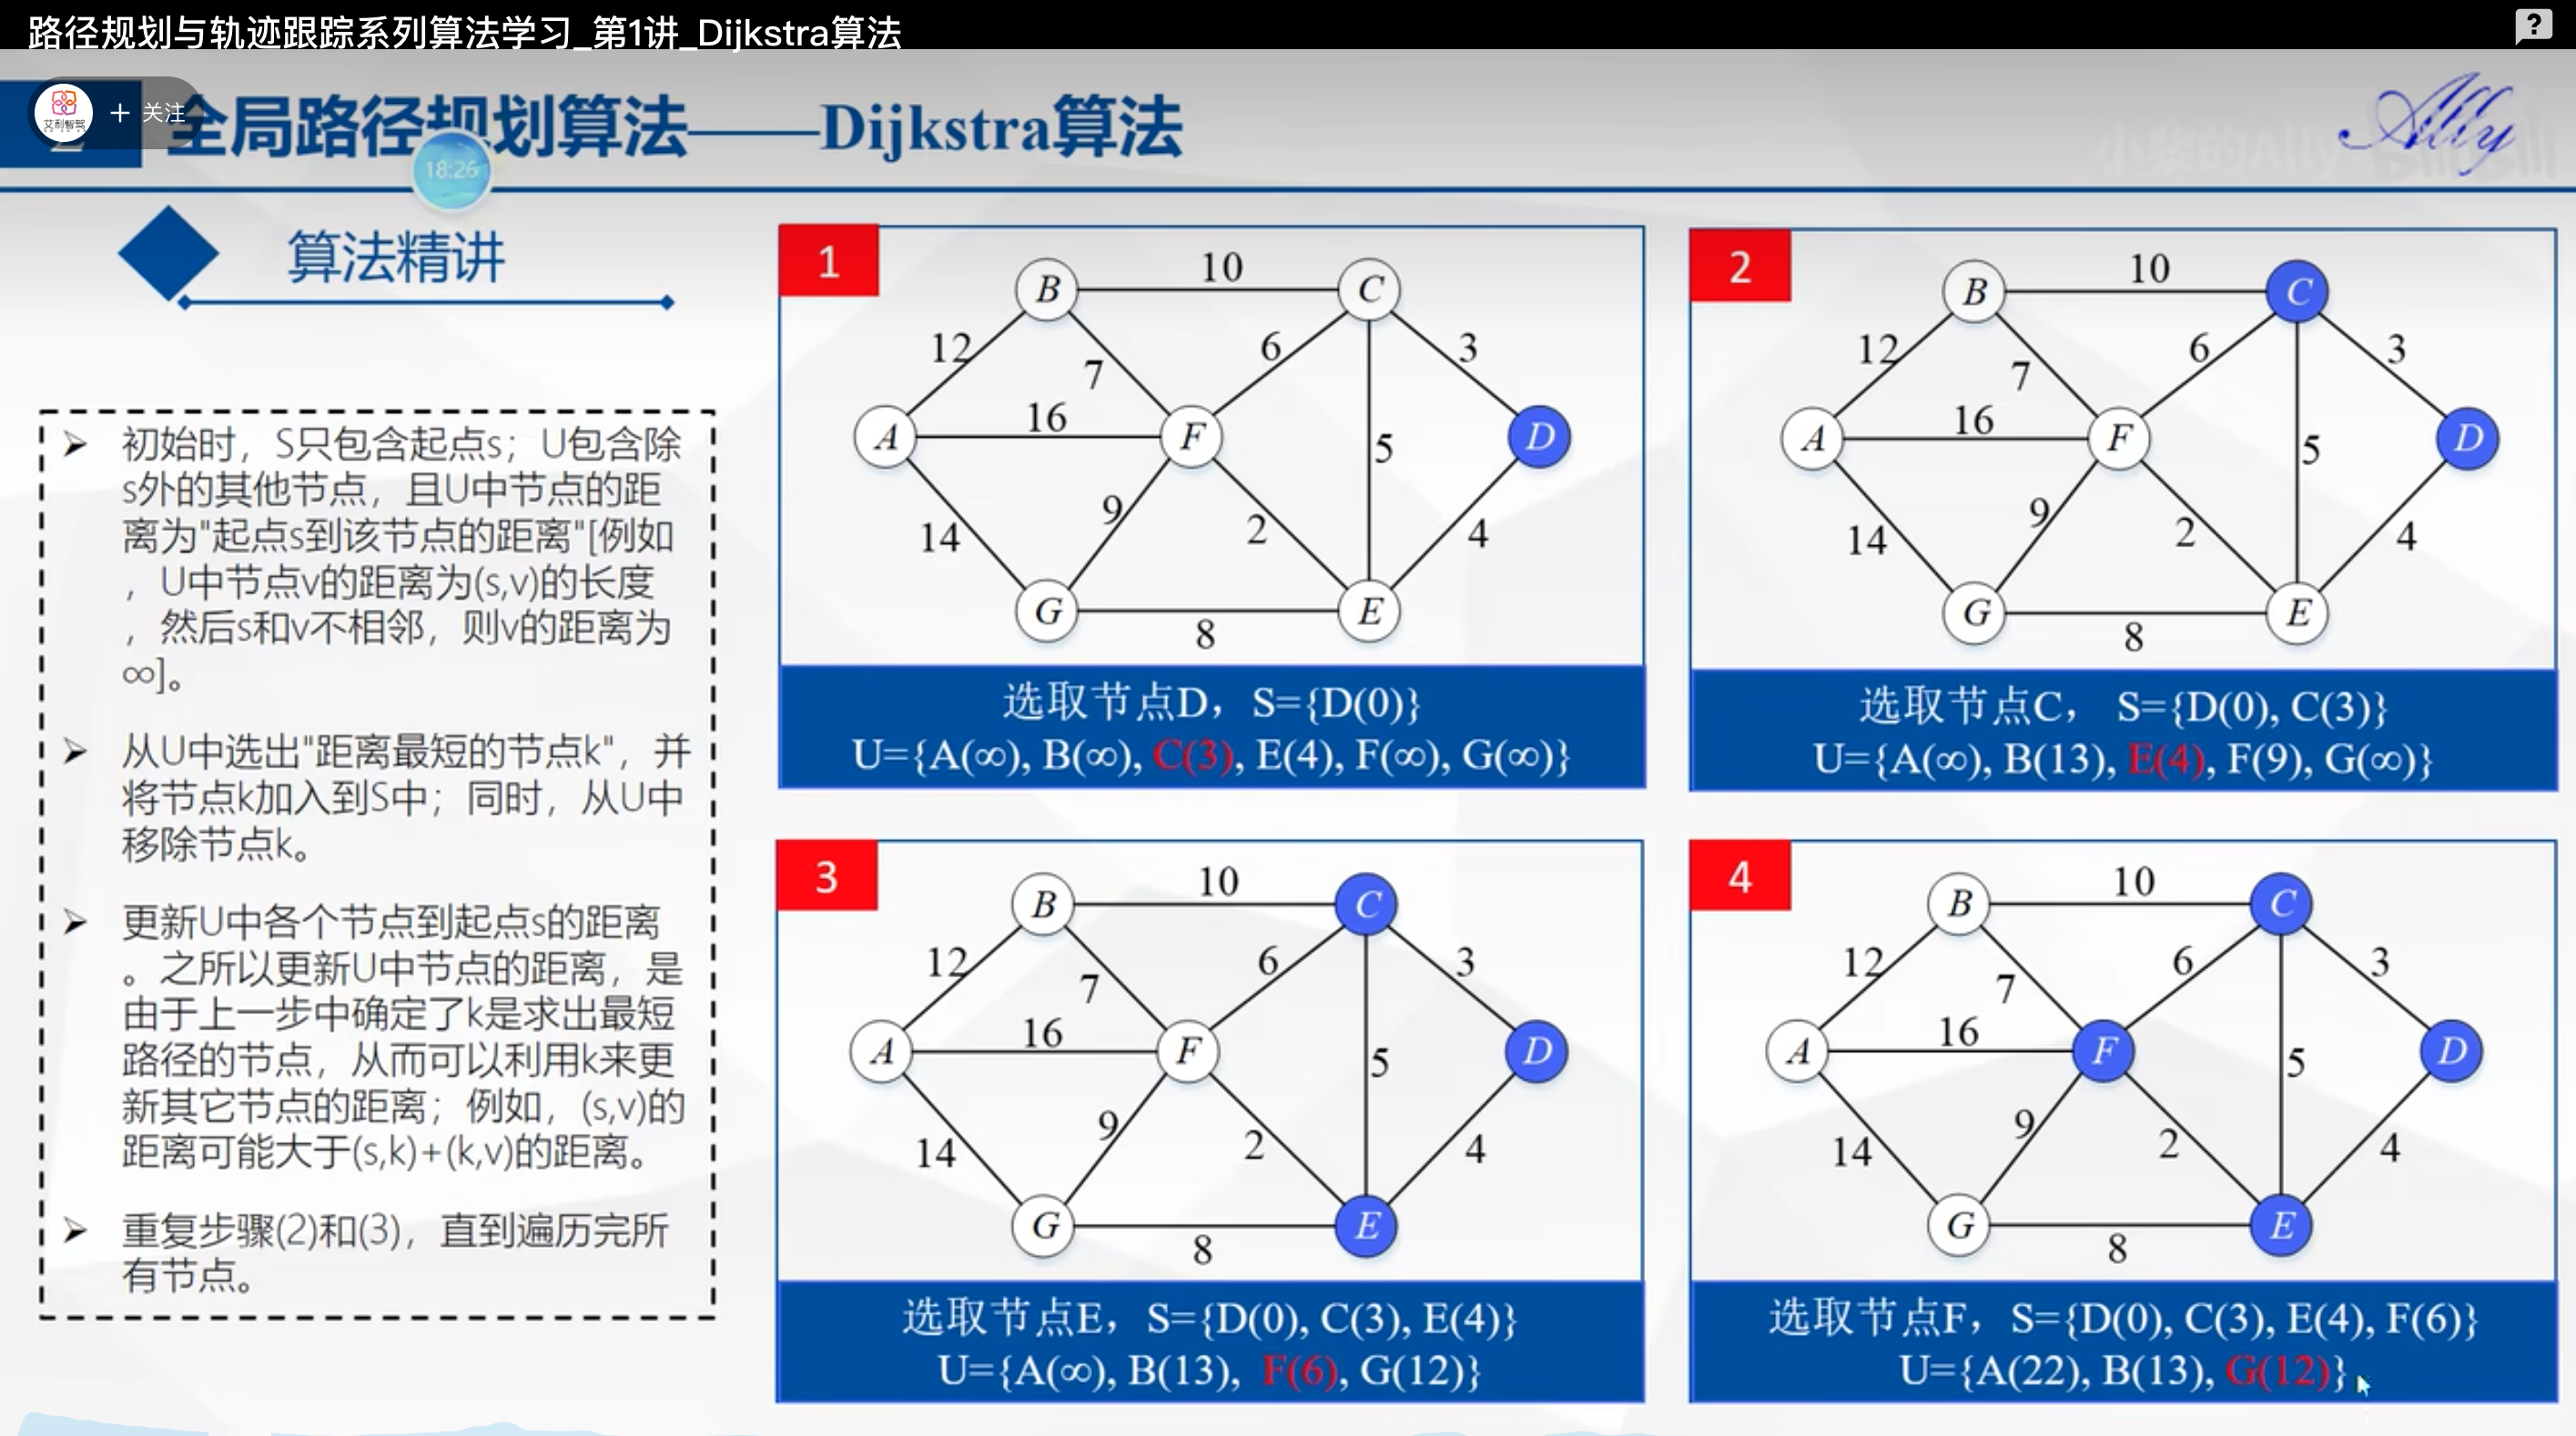 路径规划与轨迹跟踪系列算法学习_第1讲_Dijkstra算法
?
艾利智驾
+ 关注
全局路径规划算法——Dijkstra算法
18:26
小黎的Ally
bilibili
Ally
算法精讲
➢ 初始时，S只包含起点s；U包含除
s外的其他节点，且U中节点的距
离为"起点s到该节点的距离"[例如
，U中节点v的距离为(s,v)的长度
，然后s和v不相邻，则v的距离为
∞]。
➢ 从U中选出"距离最短的节点k"，并
将节点k加入到S中；同时，从U中
移除节点k。
➢ 更新U中各个节点到起点s的距离
。之所以更新U中节点的距离，是
由于上一步中确定了k是求出最短
路径的节点，从而可以利用k来更
新其它节点的距离；例如，(s,v)的
距离可能大于(s,k)+(k,v)的距离。
➢ 重复步骤(2)和(3)，直到遍历完所
有节点。
1
B 10 C
12 7 6 3
A 16 F 5 D
14 9 2 4
G 8 E
选取节点D，S={D(0)}
U={A(∞), B(∞), C(3), E(4), F(∞), G(∞)}
2
B 10 C
12 7 6 3
A 16 F 5 D
14 9 2 4
G 8 E
选取节点C， S={D(0), C(3)}
U={A(∞), B(13), E(4), F(9), G(∞)}
3
B 10 C
12 7 6 3
A 16 F 5 D
14 9 2 4
G 8 E
选取节点E，S={D(0), C(3), E(4)}
U={A(∞), B(13), F(6), G(12)}
4
B 10 C
12 7 6 3
A 16 F 5 D
14 9 2 4
G 8 E
选取节点F，S={D(0), C(3), E(4), F(6)}
U={A(22), B(13), G(12)}